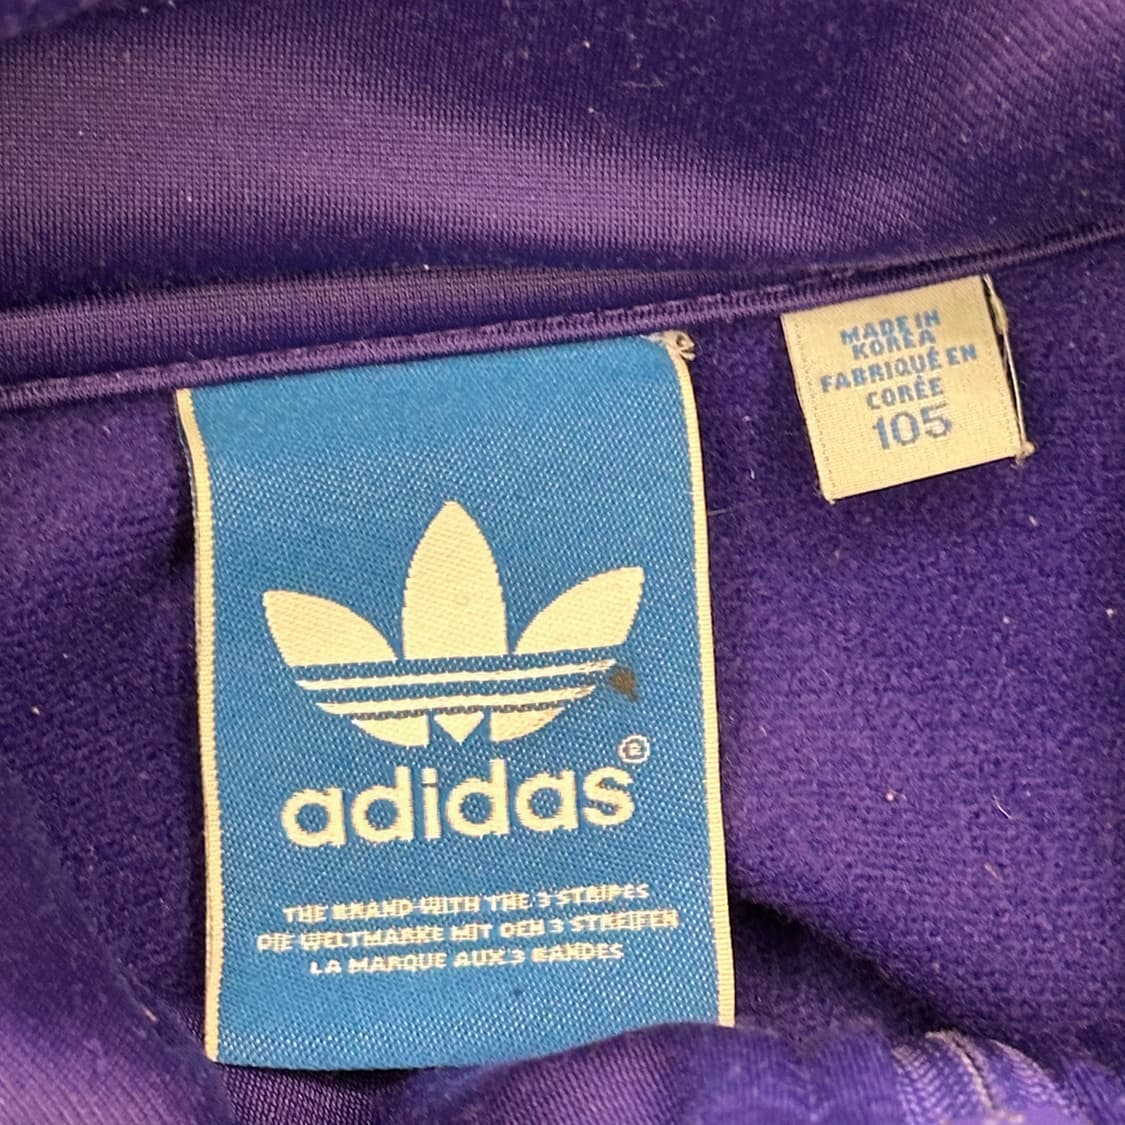 MADE IN
KOREA
FABRIQUÉ EN
CORÉE
105
adidas®
THE BRAND WITH THE 3 STRIPES
DIE WELTMARKE MIT DEN 3 STREIFEN
LA MARQUE AUX 3 BANDES